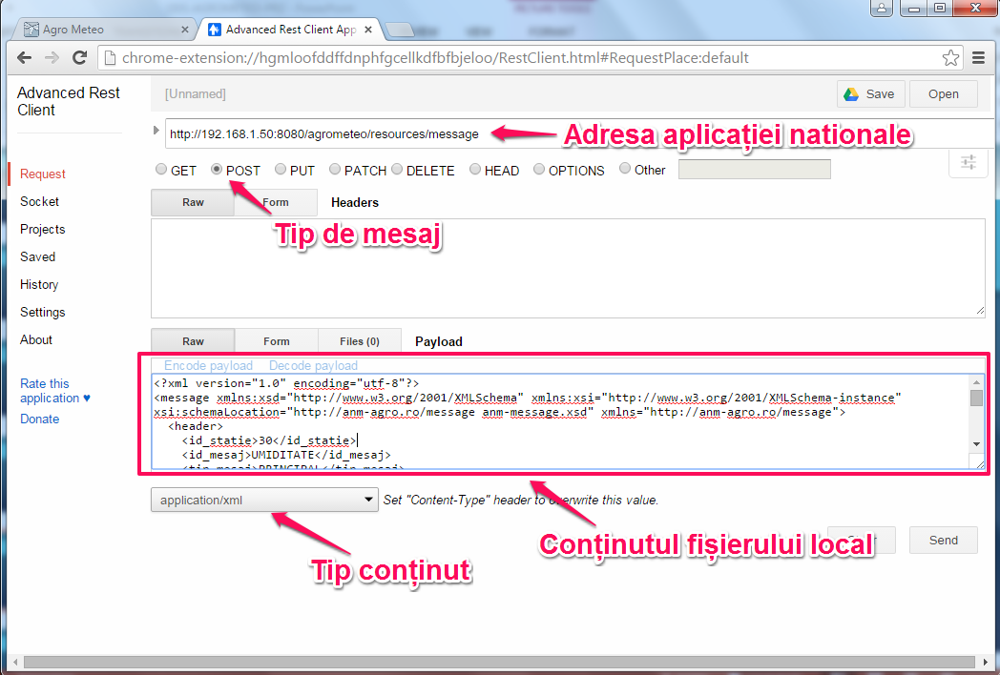 Agro Meteo
Advanced Rest Client App
chrome-extension://hgmloofddffdnphfgcellkdfbfbjeloo/RestClient.html#RequestPlace:default
Advanced Rest
Client
[Unnamed]
Save
Open
http://192.168.1.50:8080/agrometeo/resources/message
Adresa aplicației nationale
Request
Socket
Projects
Saved
History
Settings
About
Rate this
application ♥
Donate
GET POST PUT PATCH DELETE HEAD OPTIONS Other
Raw Form Headers
Tip de mesaj
Raw Form Files (0) Payload
Encode payload Decode payload
<?xml version="1.0" encoding="utf-8"?>
<message xmlns:xsd="http://www.w3.org/2001/XMLSchema" xmlns:xsi="http://www.w3.org/2001/XMLSchema-instance"
xsi:schemaLocation="http://anm-agro.ro/message anm-message.xsd" xmlns="http://anm-agro.ro/message">
<header>
<id_statie>30</id_statie>
<id_mesaj>UMIDITATE</id_mesaj>
<tip_mesaj>PRINCIPAL</tip_mesaj>
application/xml
Set "Content-Type" header to overwrite this value.
Conținutul fișierului local
Send
Tip conținut